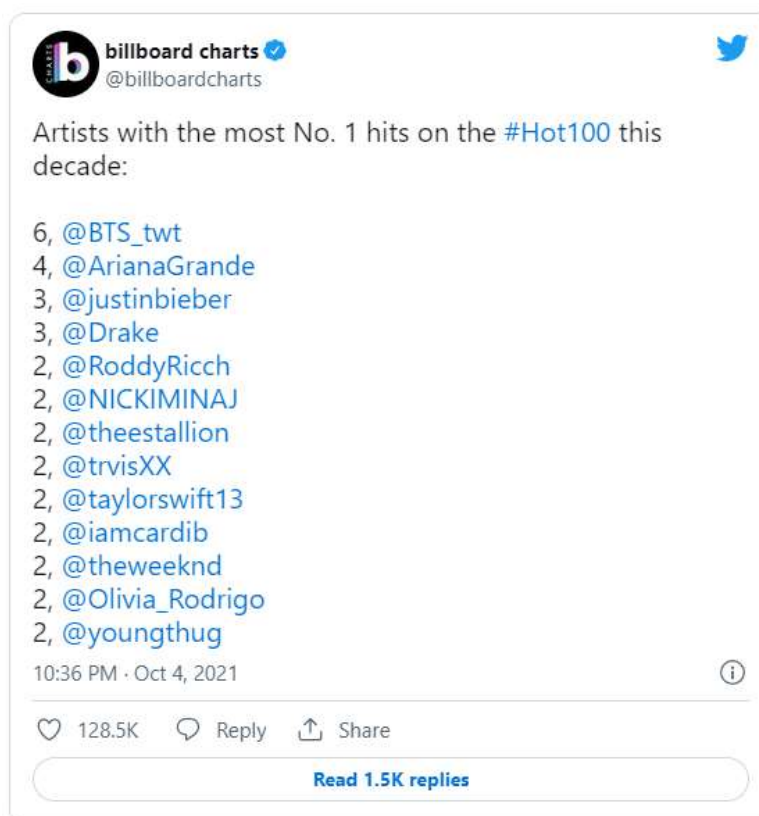 billboard charts
@billboardcharts
Artists with the most No. 1 hits on the #Hot100 this
decade:
6, @BTS_twt
4, @ArianaGrande
3, @justinbieber
3, @Drake
2, @RoddyRicch
2, @NICKIMINAJ
2, @theestallion
2, @trvisXX
2, @taylorswift13
2, @iamcardib
2, @theweeknd
2, @Olivia_Rodrigo
2, @youngthug
10:36 PM · Oct 4, 2021
128.5K Reply Share
Read 1.5K replies
CHARTS b